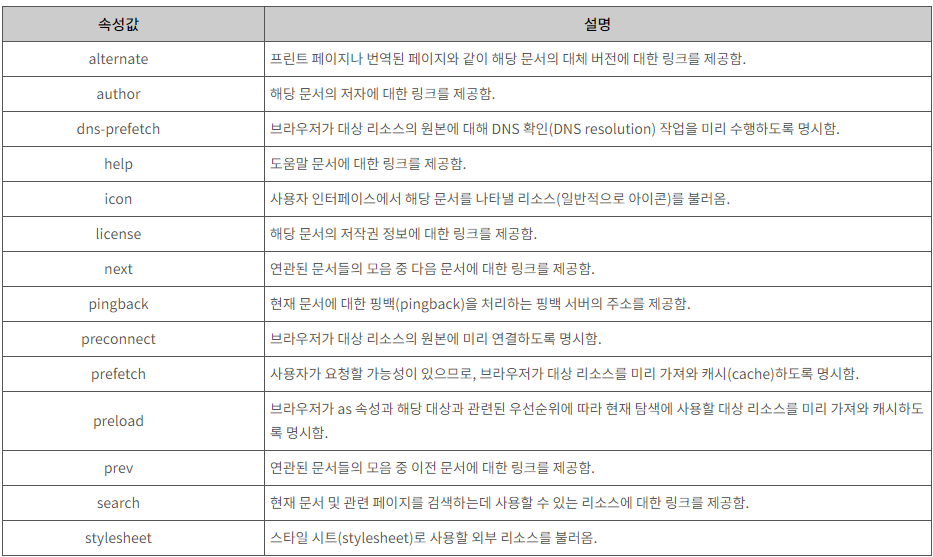 속성값 설명
alternate 프린트 페이지나 번역된 페이지와 같이 해당 문서의 대체 버전에 대한 링크를 제공함.
author 해당 문서의 저자에 대한 링크를 제공함.
dns-prefetch 브라우저가 대상 리소스의 원본에 대해 DNS 확인(DNS resolution) 작업을 미리 수행하도록 명시함.
help 도움말 문서에 대한 링크를 제공함.
icon 사용자 인터페이스에서 해당 문서를 나타낼 리소스(일반적으로 아이콘)를 불러옴.
license 해당 문서의 저작권 정보에 대한 링크를 제공함.
next 연관된 문서들의 모음 중 다음 문서에 대한 링크를 제공함.
pingback 현재 문서에 대한 핑백(pingback)을 처리하는 핑백 서버의 주소를 제공함.
preconnect 브라우저가 대상 리소스의 원본에 미리 연결하도록 명시함.
prefetch 사용자가 요청할 가능성이 있으므로, 브라우저가 대상 리소스를 미리 가져와 캐시(cache)하도록 명시함.
preload 브라우저가 as 속성과 해당 대상과 관련된 우선순위에 따라 현재 탐색에 사용할 대상 리소스를 미리 가져와 캐시하도
록 명시함.
prev 연관된 문서들의 모음 중 이전 문서에 대한 링크를 제공함.
search 현재 문서 및 관련 페이지를 검색하는데 사용할 수 있는 리소스에 대한 링크를 제공함.
stylesheet 스타일 시트(stylesheet)로 사용할 외부 리소스를 불러옴.